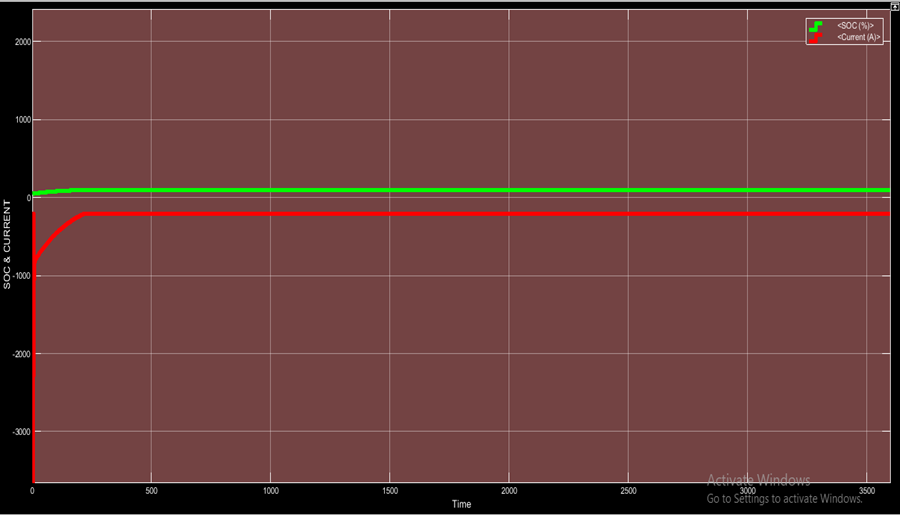 <SOC (%)>
<Current (A)>
2000
1000
0
-1000
-2000
-3000
SOC & CURRENT
0
500
1000
1500
2000
2500
3000
3500
Time
Activate Windows
Go to Settings to activate Windows.